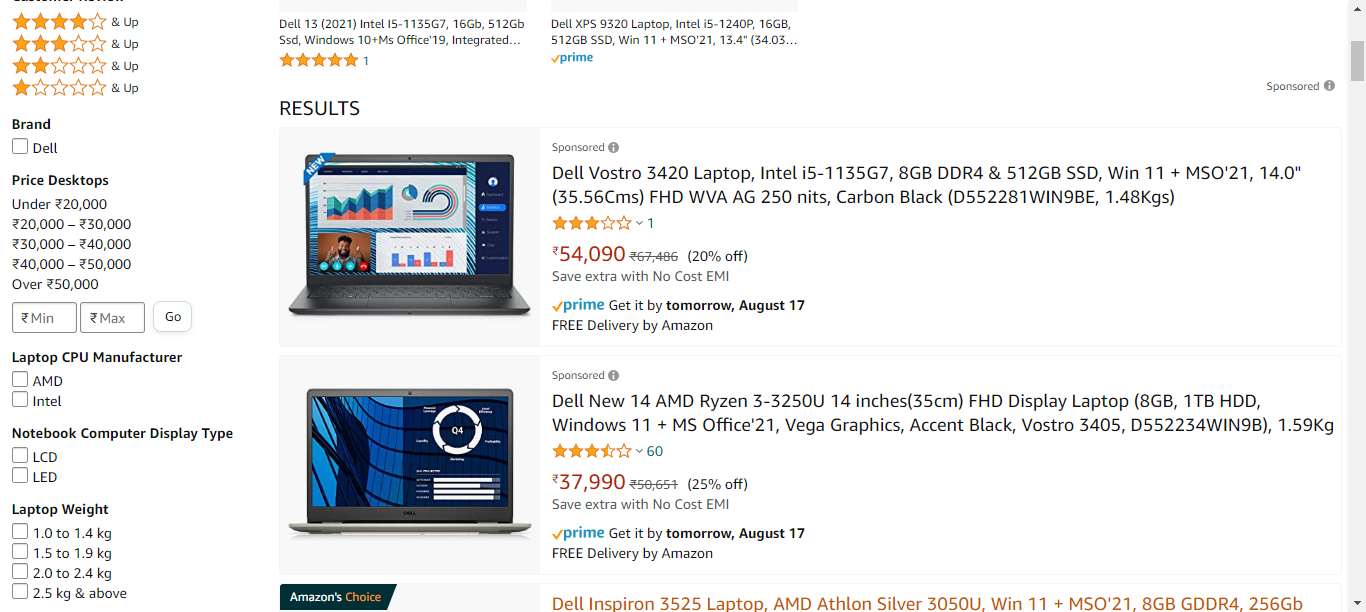 & Up
& Up
& Up
& Up
Brand
Dell
Price Desktops
Under ₹20,000
₹20,000 – ₹30,000
₹30,000 – ₹40,000
₹40,000 – ₹50,000
Over ₹50,000
₹ Min
₹ Max
Go
Laptop CPU Manufacturer
AMD
Intel
Notebook Computer Display Type
LCD
LED
Laptop Weight
1.0 to 1.4 kg
1.5 to 1.9 kg
2.0 to 2.4 kg
2.5 kg & above
Dell 13 (2021) Intel I5-1135G7, 16Gb, 512Gb
Ssd, Windows 10+Ms Office'19, Integrated...
1
Dell XPS 9320 Laptop, Intel i5-1240P, 16GB,
512GB SSD, Win 11 + MSO'21, 13.4" (34.03...
prime
Sponsored
RESULTS
NEW
Sponsored
Dell Vostro 3420 Laptop, Intel i5-1135G7, 8GB DDR4 & 512GB SSD, Win 11 + MSO'21, 14.0"
(35.56Cms) FHD WVA AG 250 nits, Carbon Black (D552281WIN9BE, 1.48Kgs)
1
₹54,090 ₹67,486 (20% off)
Save extra with No Cost EMI
prime Get it by tomorrow, August 17
FREE Delivery by Amazon
Q4
DELL
Sponsored
Dell New 14 AMD Ryzen 3-3250U 14 inches(35cm) FHD Display Laptop (8GB, 1TB HDD,
Windows 11 + MS Office'21, Vega Graphics, Accent Black, Vostro 3405, D552234WIN9B), 1.59Kg
60
₹37,990 ₹50,651 (25% off)
Save extra with No Cost EMI
prime Get it by tomorrow, August 17
FREE Delivery by Amazon
Amazon's Choice
Dell Inspiron 3525 Laptop, AMD Athlon Silver 3050U, Win 11 + MSO'21, 8GB GDDR4, 256Gb